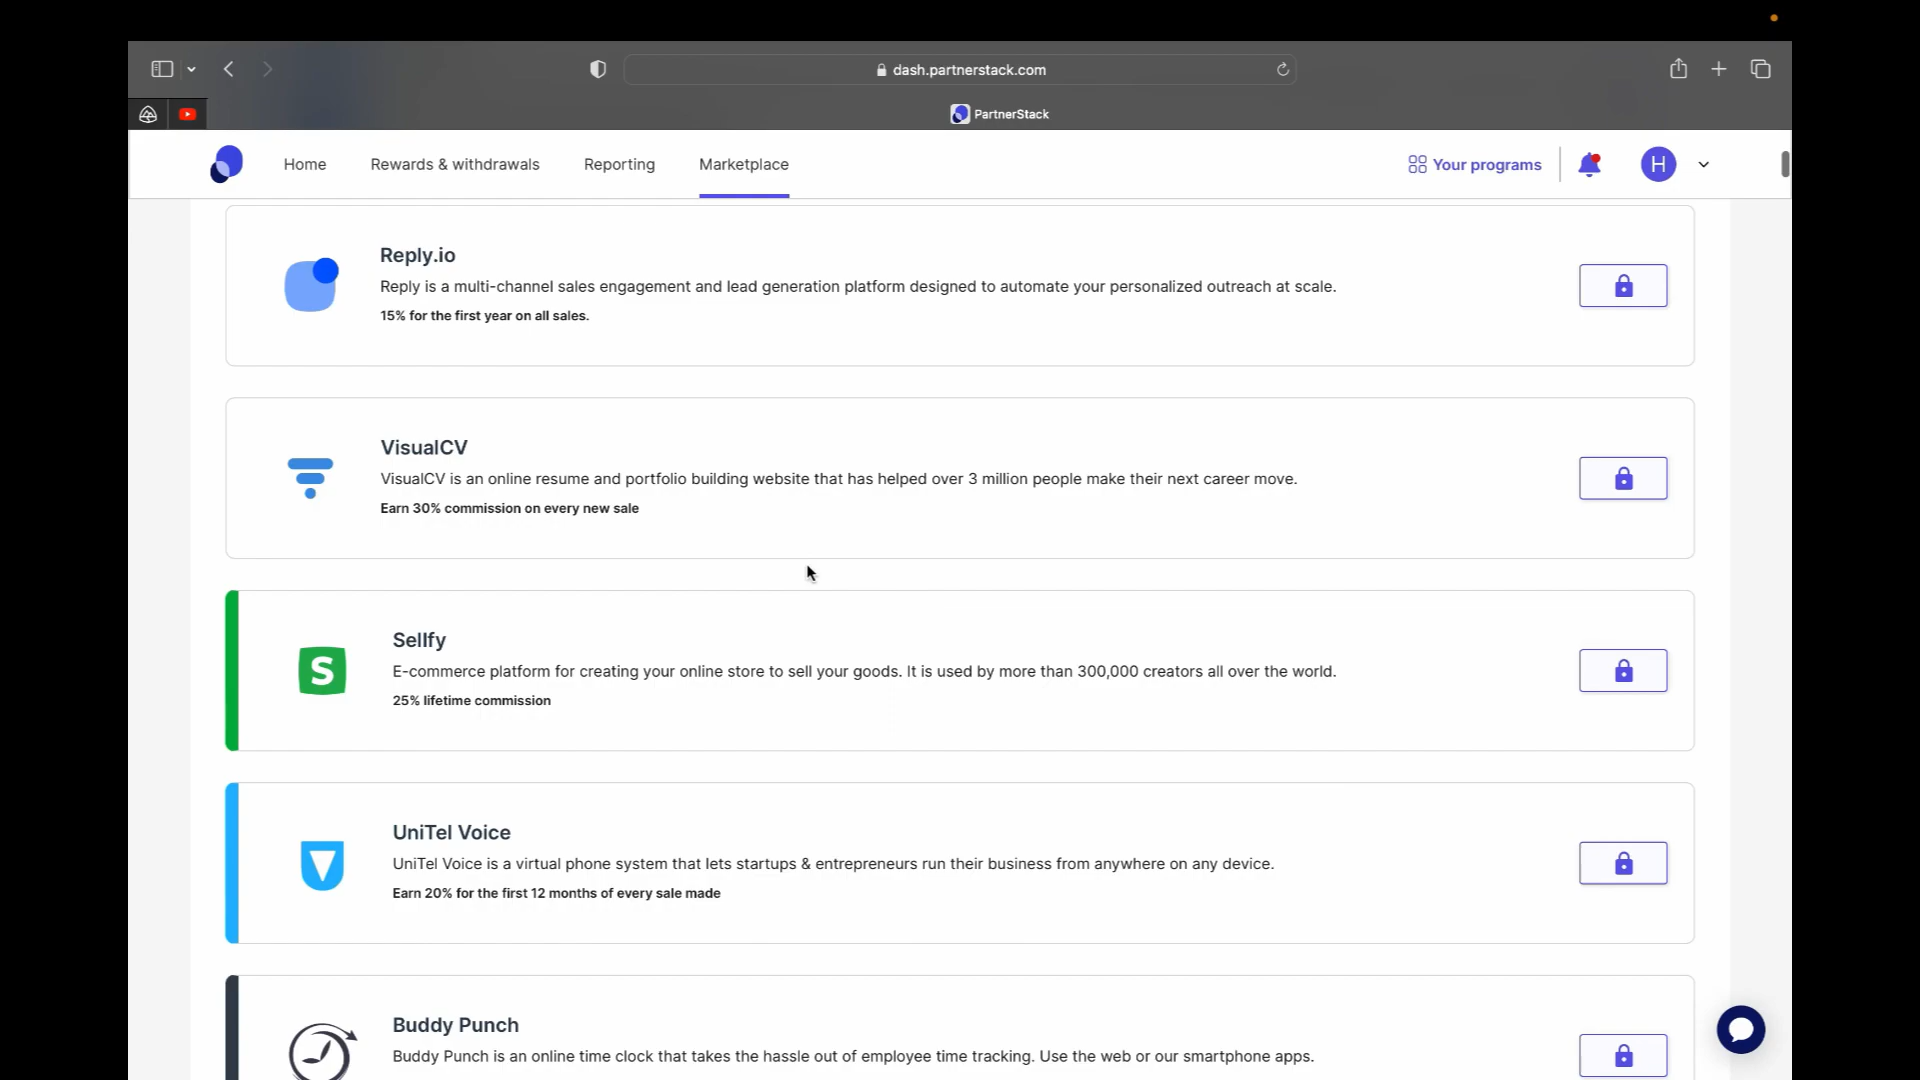 dash.partnerstack.com
PartnerStack
Home
Rewards & withdrawals
Reporting
Marketplace
Your programs
H
Reply.io
Reply is a multi-channel sales engagement and lead generation platform designed to automate your personalized outreach at scale.
15% for the first year on all sales.
VisualCV
VisualCV is an online resume and portfolio building website that has helped over 3 million people make their next career move.
Earn 30% commission on every new sale
S
Sellfy
E-commerce platform for creating your online store to sell your goods. It is used by more than 300,000 creators all over the world.
25% lifetime commission
UniTel Voice
UniTel Voice is a virtual phone system that lets startups & entrepreneurs run their business from anywhere on any device.
Earn 20% for the first 12 months of every sale made
Buddy Punch
Buddy Punch is an online time clock that takes the hassle out of employee time tracking. Use the web or our smartphone apps.